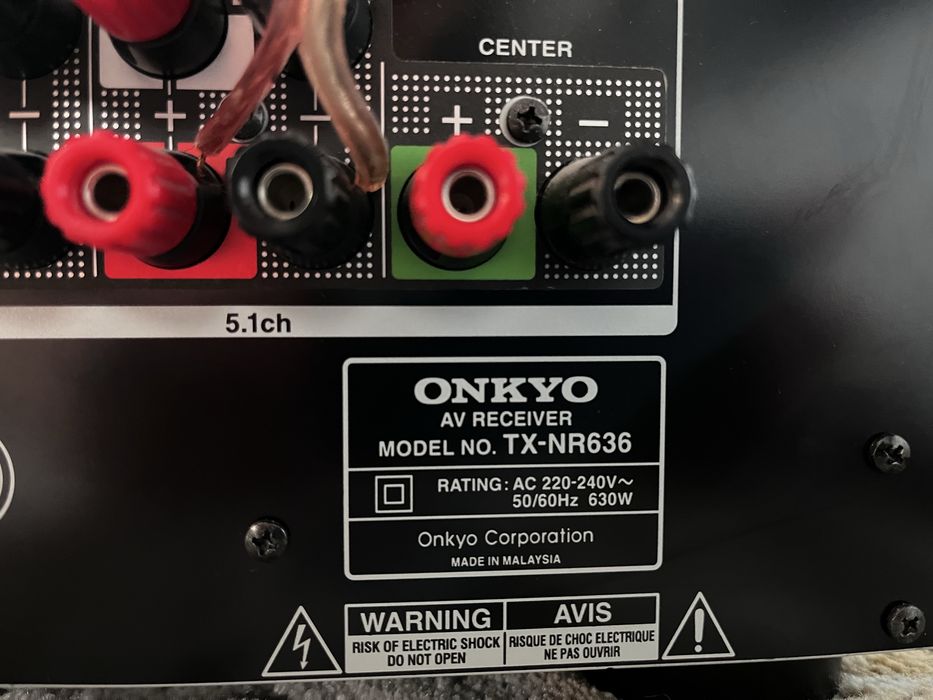 CENTER
+ − + −
5.1ch
ONKYO
AV RECEIVER
MODEL NO. TX-NR636
RATING: AC 220-240V~
50/60Hz 630W
Onkyo Corporation
MADE IN MALAYSIA
WARNING
RISK OF ELECTRIC SHOCK
DO NOT OPEN
AVIS
RISQUE DE CHOC ELECTRIQUE
NE PAS OUVRIR